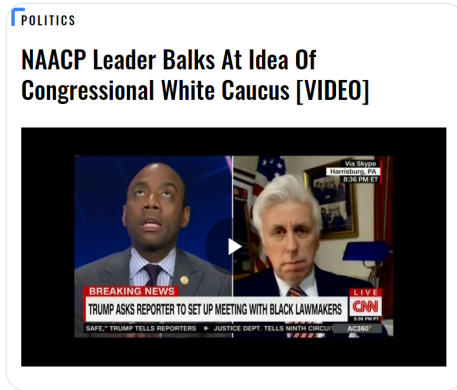 POLITICS
NAACP Leader Balks At Idea Of
Congressional White Caucus [VIDEO]
Via Skype
Harrisburg, PA
8:36 PM ET
BREAKING NEWS
LIVE
TRUMP ASKS REPORTER TO SET UP MEETING WITH BLACK LAWMAKERS
CNN
5:36 PM PT
SAFE," TRUMP TELLS REPORTERS ▶ JUSTICE DEPT. TELLS NINTH CIRCUIT
AC360°